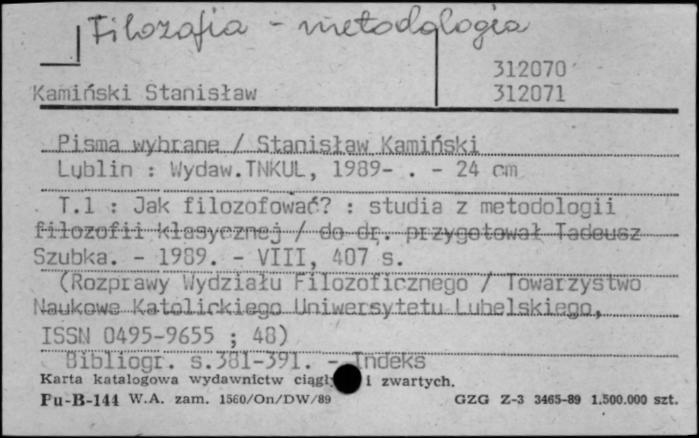 Filozofia - metodologia
312070
Kamiński Stanisław 312071
Pisma wybrane / Stanisław Kamiński
Lublin : Wydaw.TNKUL, 1989- . - 24 cm
T.1 : Jak filozofować? : studia z metodologii
filozofii klasycznej / do dr. przygotował Tadeusz
Szubka. - 1989. - VIII, 407 s.
(Rozprawy Wydziału Filozoficznego / Towarzystwo
Naukowe Katolickiego Uniwersytetu Lubelskiego,
ISSN 0495-9655 ; 48)
Bibliogr. s.381-391. - Indeks
Karta katalogowa wydawnictw i zwartych.
Pu-B-144 W.A. zam. 1560/On/DW/89 GZG Z-3 3465-89 1.500.000 szt.